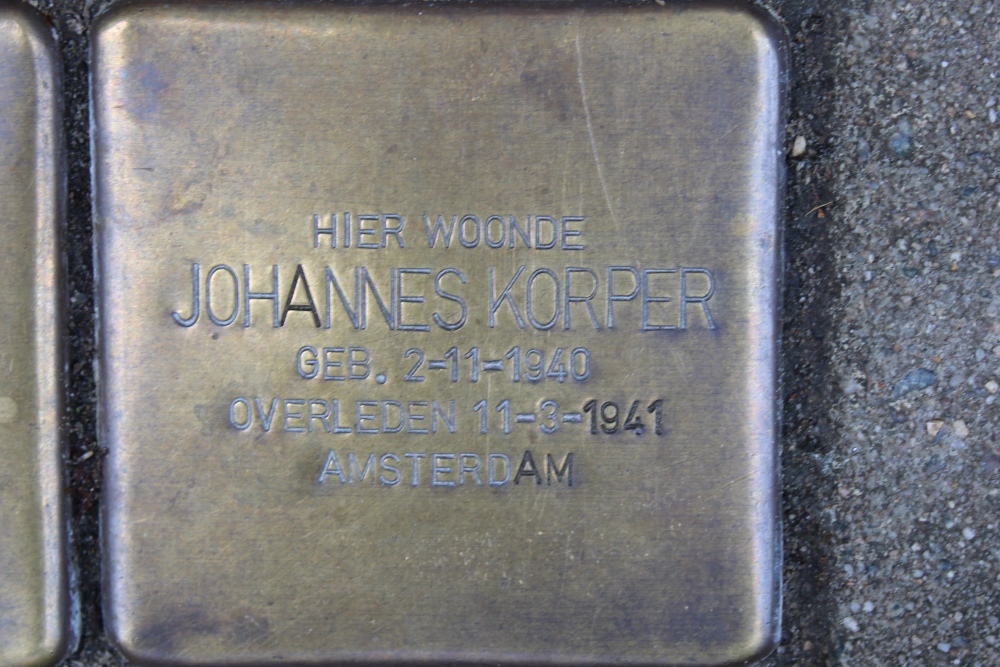 HIER WOONDE
JOHANNES KORPER
GEB. 2-11-1940
OVERLEDEN 11-3-1941
AMSTERDAM